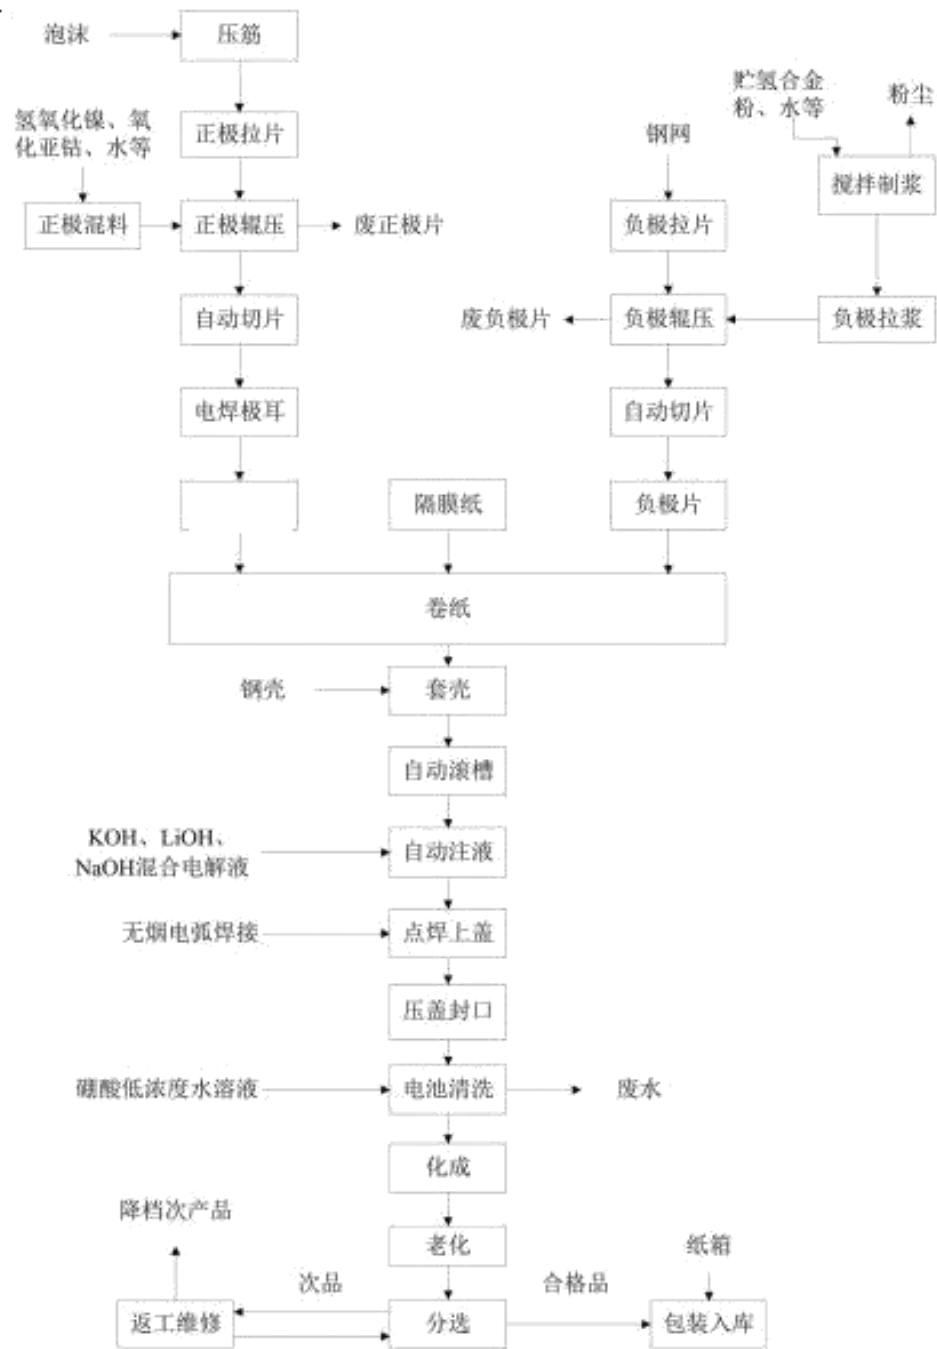 泡沫
压筋
贮氢合金
粉、水等
粉尘
氢氧化镍、氧
化亚钴、水等
正极拉片
钢网
搅拌制浆
正极混料
正极辊压
废正极片
负极拉片
自动切片
废负极片
负极辊压
负极拉浆
电焊极耳
自动切片
隔膜纸
负极片
卷纸
钢壳
套壳
自动滚槽
KOH、LiOH、
NaOH混合电解液
自动注液
无烟电弧焊接
点焊上盖
压盖封口
硼酸低浓度水溶液
电池清洗
废水
化成
降档次产品
老化
纸箱
次品
合格品
返工维修
分选
包装入库